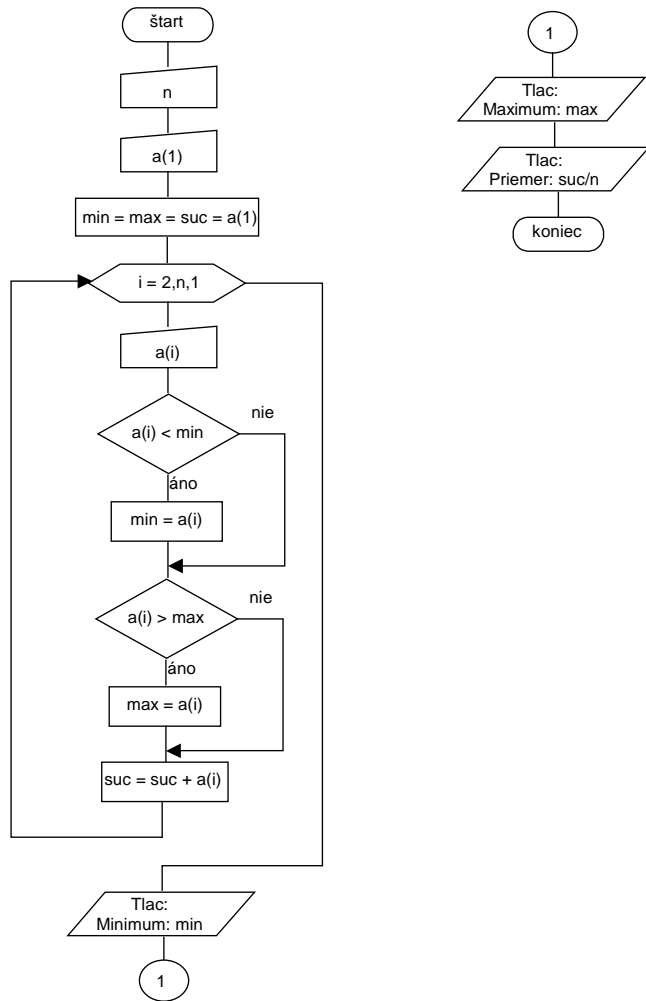 štart
n
a(1)
min = max = suc = a(1)
i = 2,n,1
a(i)
nie
a(i) < min
áno
min = a(i)
nie
a(i) > max
áno
max = a(i)
suc = suc + a(i)
Tlac:
Minimum: min
1
1
Tlac:
Maximum: max
Tlac:
Priemer: suc/n
koniec